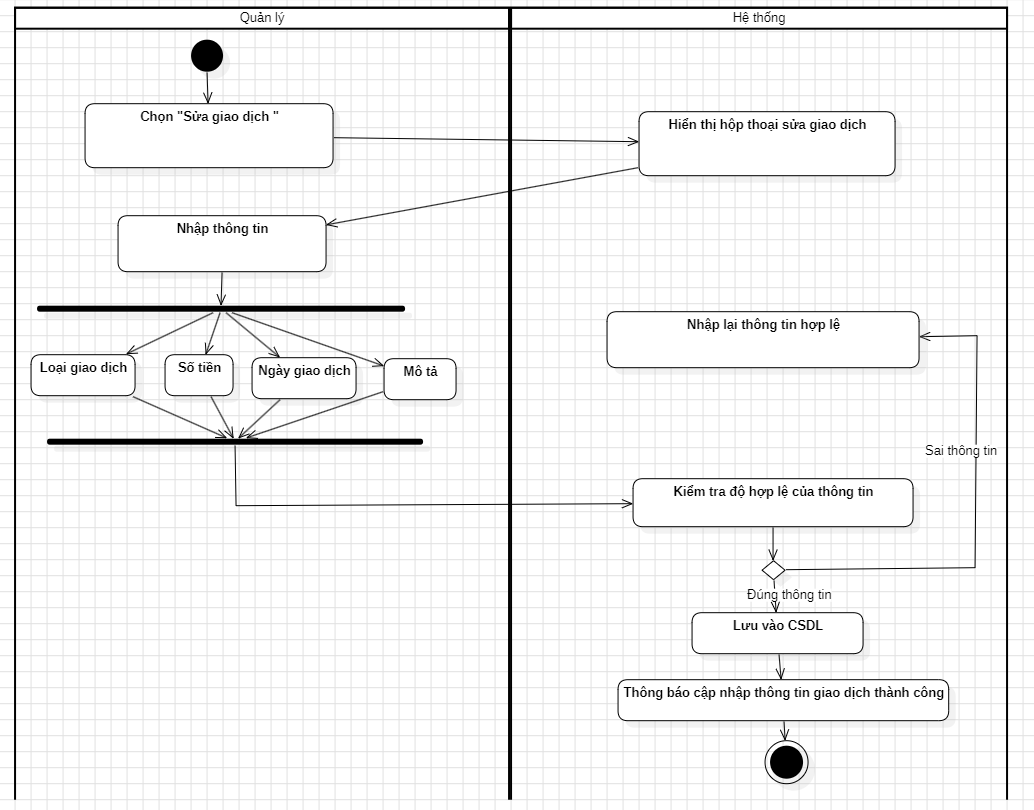 Quản lý
Hệ thống
Chọn "Sửa giao dịch "
Hiển thị hộp thoại sửa giao dịch
Nhập thông tin
Nhập lại thông tin hợp lệ
Loại giao dịch
Số tiền
Ngày giao dịch
Mô tả
Sai thông tin
Kiểm tra độ hợp lệ của thông tin
Đúng thông tin
Lưu vào CSDL
Thông báo cập nhập thông tin giao dịch thành công